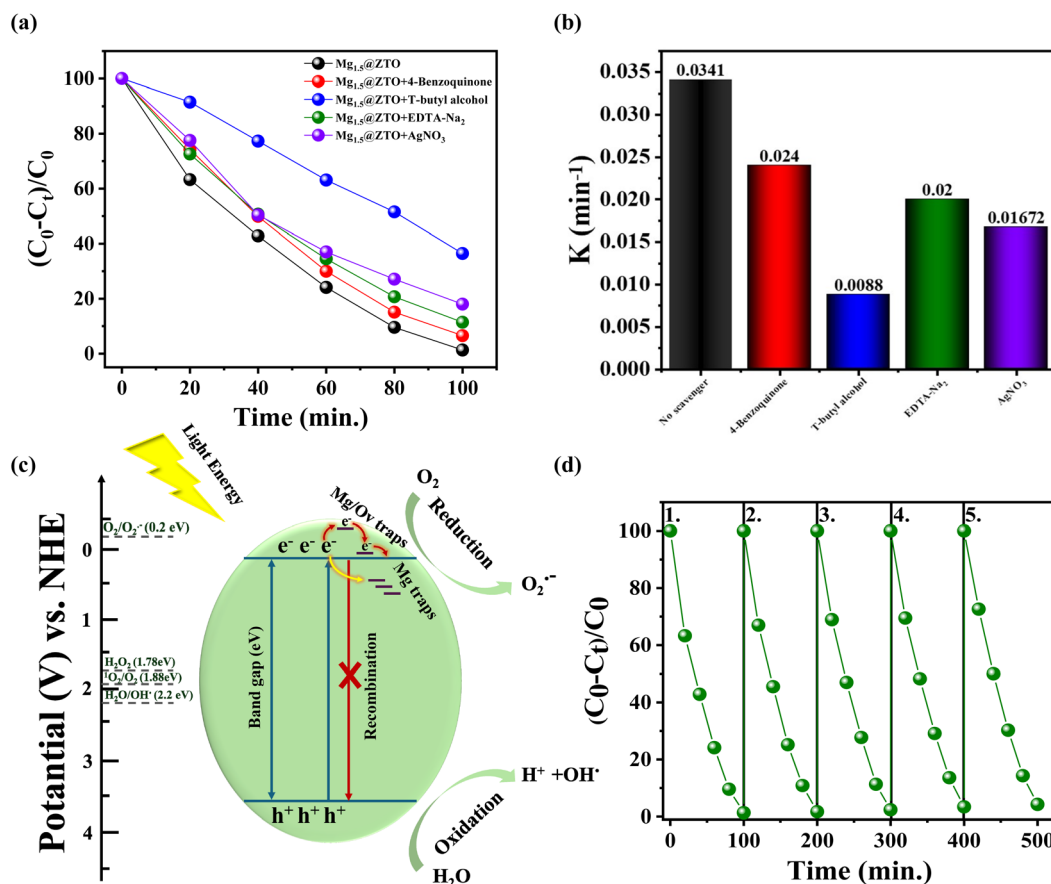 (a)
(C₀-Cₜ)/C₀
100
80
60
40
20
0
0 20 40 60 80 100
Time (min.)
Mg₁.₅@ZTO
Mg₁.₅@ZTO+4-Benzoquinone
Mg₁.₅@ZTO+T-butyl alcohol
Mg₁.₅@ZTO+EDTA-Na₂
Mg₁.₅@ZTO+AgNO₃
(b)
K (min⁻¹)
0.035
0.030
0.025
0.020
0.015
0.010
0.005
0.000
0.0341
0.024
0.0088
0.02
0.01672
No scavenger
4-Benzoquinone
T-butyl alcohol
EDTA-Na₂
AgNO₃
(c)
Potantial (V) vs. NHE
0
1
2
3
4
O₂/O₂·⁻ (0.2 eV)
H₂O₂ (1.78eV)
¹O₂/O₂ (1.88eV)
H₂O/OH· (2.2 eV)
Light Energy
Mg/Ov traps
e⁻
e⁻
e⁻ e⁻ e⁻
Mg traps
Band gap (eV)
Recombination
h⁺ h⁺ h⁺
O₂
Reduction
O₂·⁻
H⁺ +OH·
Oxidation
H₂O
(d)
(C0-Ct)/C0
100
80
60
40
20
0
1. 2. 3. 4. 5.
0 100 200 300 400 500
Time (min.)